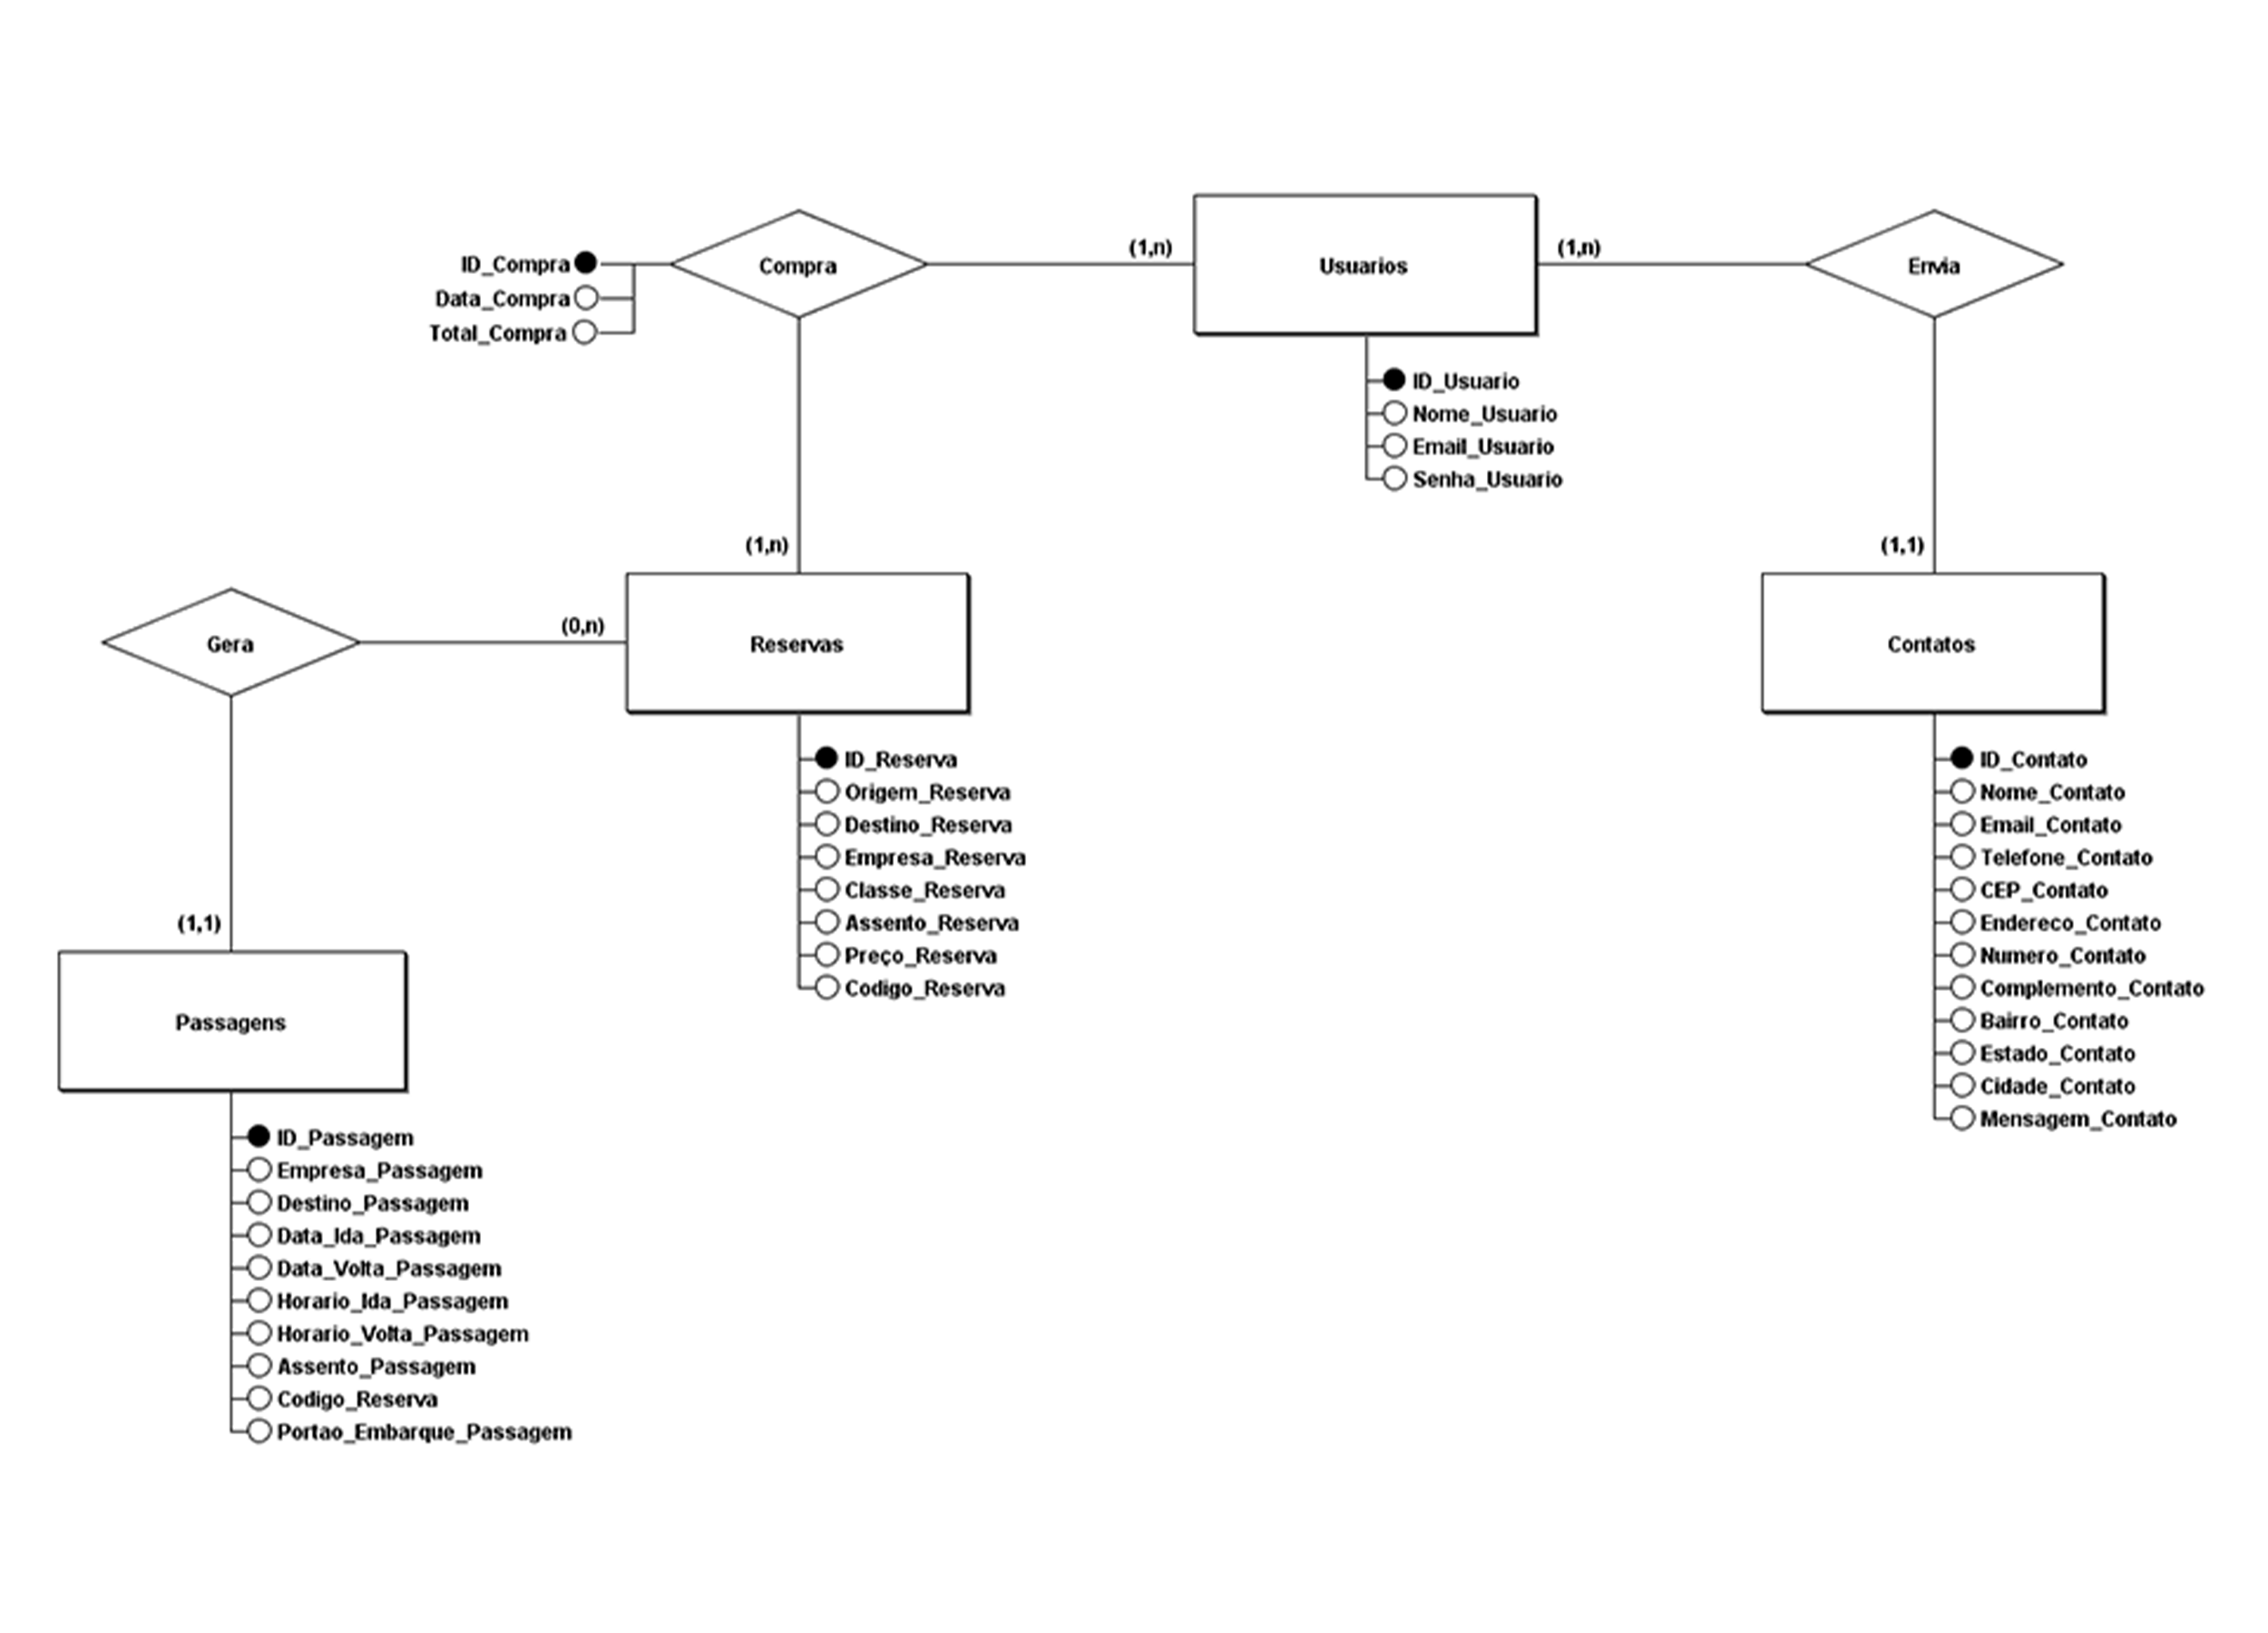 Compra
ID_Compra
Data_Compra
Total_Compra
(1,n)
Usuarios
(1,n)
Envia
ID_Usuario
Nome_Usuario
Email_Usuario
Senha_Usuario
(1,n)
(1,1)
Gera
(0,n)
Reservas
Contatos
ID_Reserva
Origem_Reserva
Destino_Reserva
Empresa_Reserva
Classe_Reserva
Assento_Reserva
Preço_Reserva
Codigo_Reserva
ID_Contato
Nome_Contato
Email_Contato
Telefone_Contato
CEP_Contato
Endereco_Contato
Numero_Contato
Complemento_Contato
Bairro_Contato
Estado_Contato
Cidade_Contato
Mensagem_Contato
(1,1)
Passagens
ID_Passagem
Empresa_Passagem
Destino_Passagem
Data_Ida_Passagem
Data_Volta_Passagem
Horario_Ida_Passagem
Horario_Volta_Passagem
Assento_Passagem
Codigo_Reserva
Portao_Embarque_Passagem